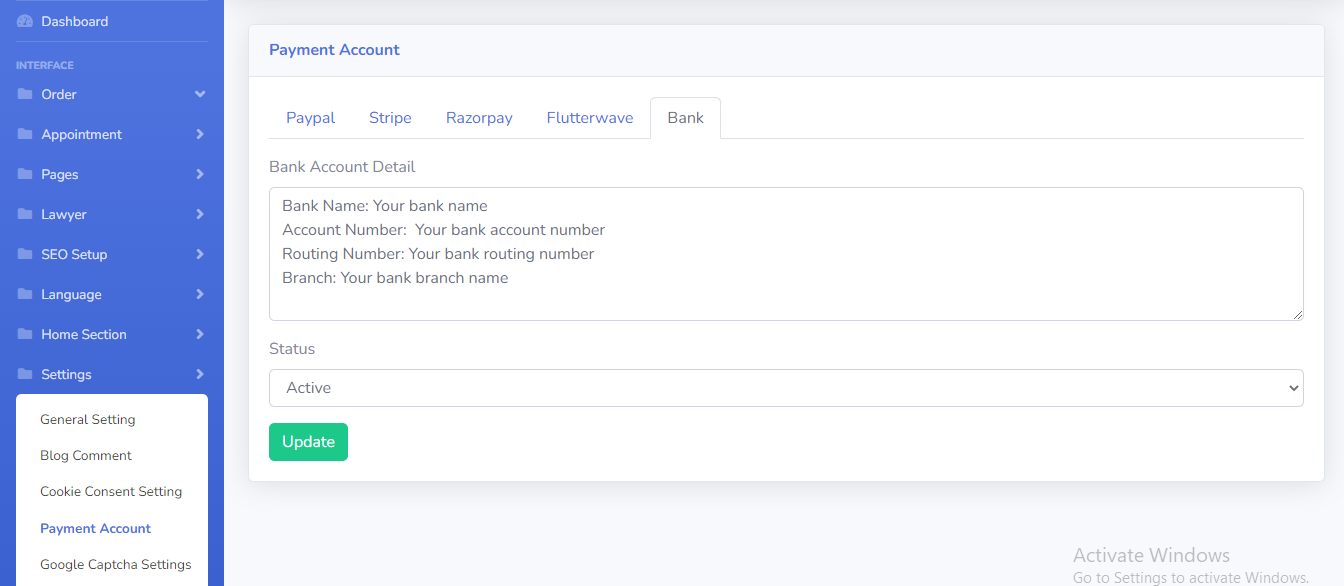 Dashboard
INTERFACE
Order
Appointment
Pages
Lawyer
SEO Setup
Language
Home Section
Settings
General Setting
Blog Comment
Cookie Consent Setting
Payment Account
Google Captcha Settings
Payment Account
Paypal Stripe Razorpay Flutterwave Bank
Bank Account Detail
Bank Name: Your bank name
Account Number:  Your bank account number
Routing Number: Your bank routing number
Branch: Your bank branch name
Status
Active
Update
Activate Windows
Go to Settings to activate Windows.